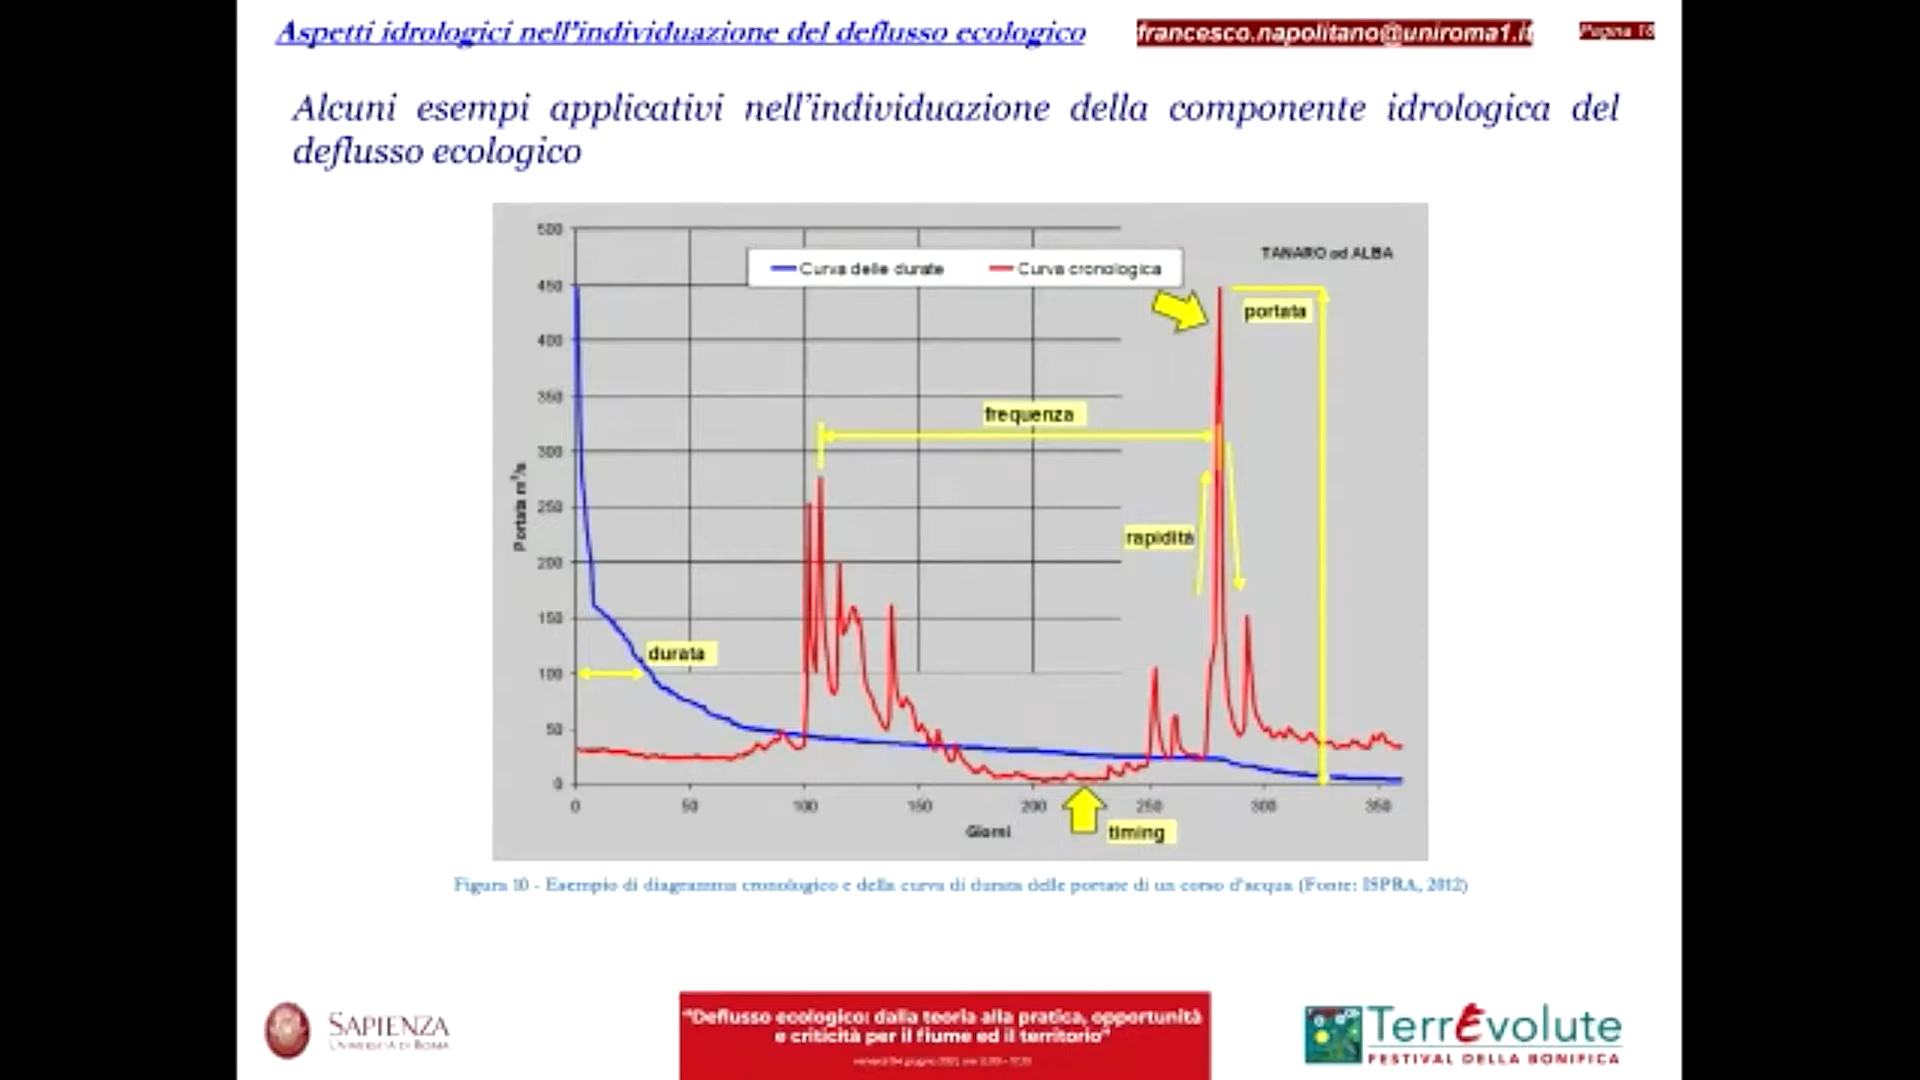 Aspetti idrologici nell'individuazione del deflusso ecologico
francesco.napolitano@uniroma1.it
Pagina 18
Alcuni esempi applicativi nell'individuazione della componente idrologica del
deflusso ecologico
500
TANARO ad ALBA
Curva delle durate
Curva cronologica
450
portata
400
350
frequenza
300
Portata m³/s
250
rapidità
200
150
durata
100
50
0
0 50 100 150 200 250 300 350
Giorni
timing
Figura 10 - Esempio di diagramma cronologico e della curva di durata delle portate di un corso d'acqua (Fonte: ISPRA, 2012)
SAPIENZA
UNIVERSITÀ DI ROMA
"Deflusso ecologico: dalla teoria alla pratica, opportunità
e criticità per il fiume ed il territorio"
TerrEvolute
FESTIVAL DELLA BONIFICA